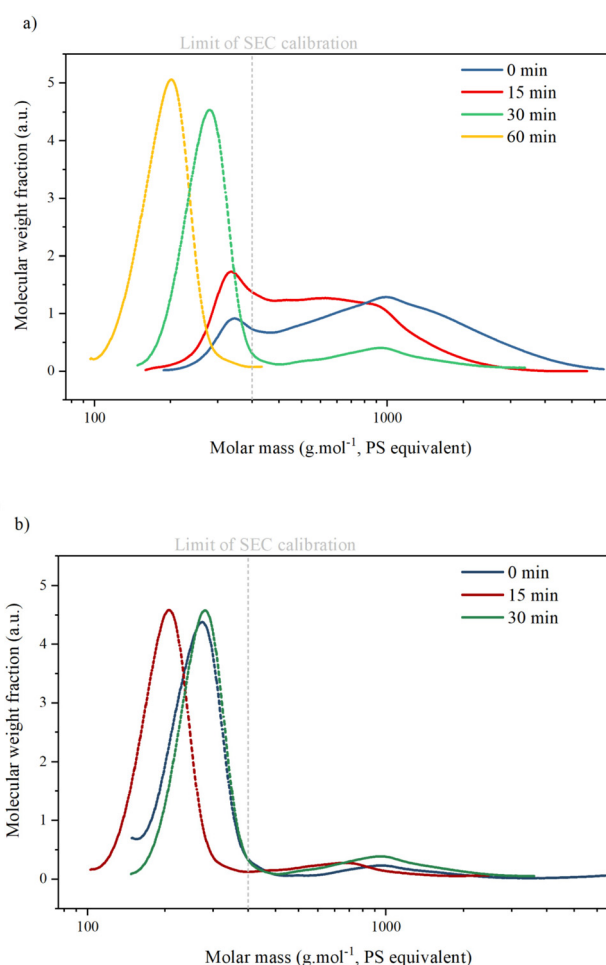 a)
Limit of SEC calibration
0 min
15 min
30 min
60 min
5
4
3
2
1
0
Molecular weight fraction (a.u.)
100
1000
Molar mass (g.mol⁻¹, PS equivalent)
b)
Limit of SEC calibration
0 min
15 min
30 min
5
4
3
2
1
0
Molecular weight fraction (a.u.)
100
1000
Molar mass (g.mol⁻¹, PS equivalent)